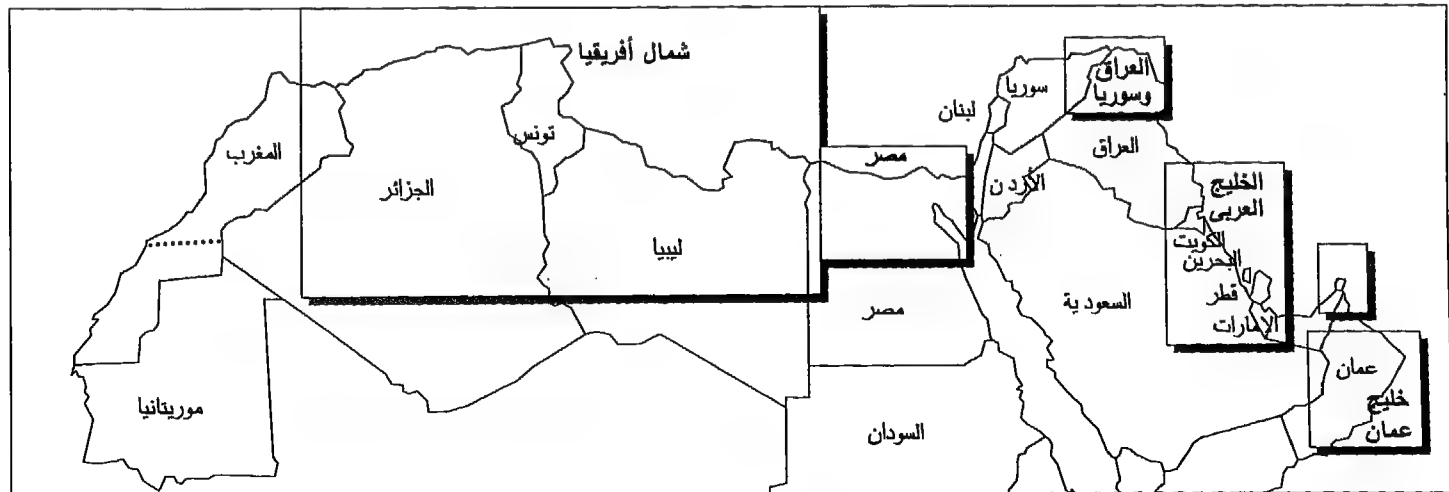 شمال أفريقيا
العراق
وسوريا
سوريا
لبنان
تونس
المغرب
مصر
العراق
الجزائر
الأردن
الخليج
العربى
ليبيا
الكويت
البحرين
قطر
السعودية
مصر
الإمارات
عمان
موريتانيا
خليج
عمان
السودان